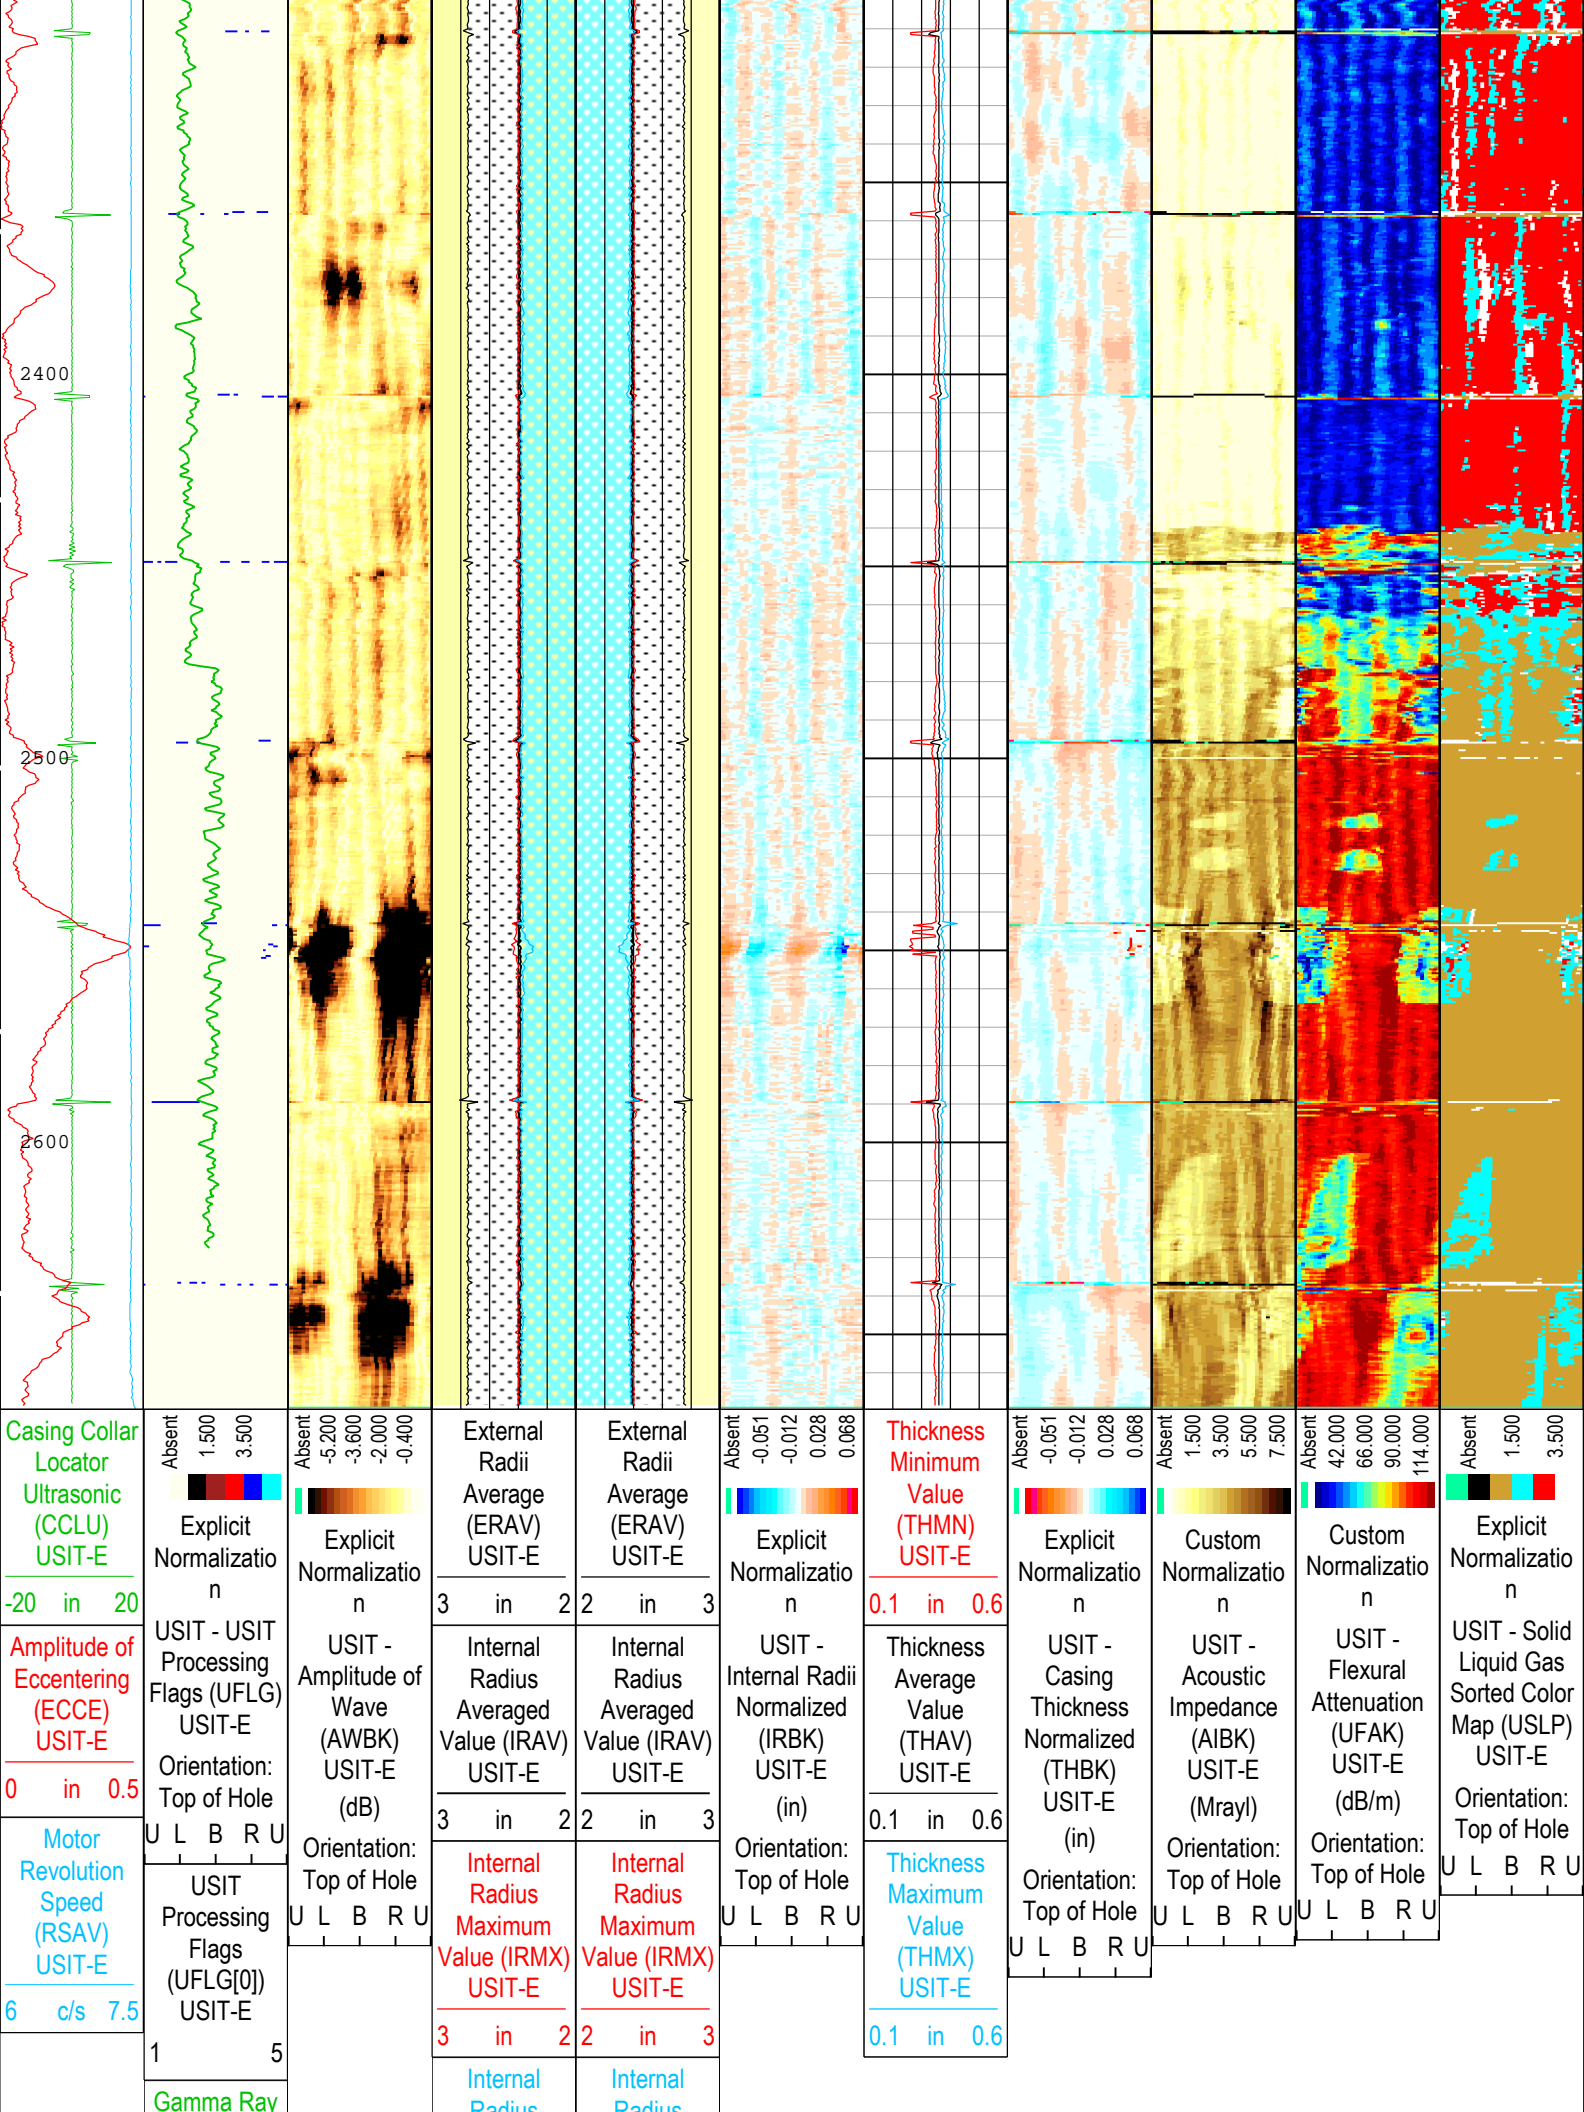 2400
2500
2600
Casing Collar
Locator
Ultrasonic
(CCLU)
USIT-E
-20 in 20
Amplitude of
Eccentering
(ECCE)
USIT-E
0 in 0.5
Motor
Revolution
Speed
(RSAV)
USIT-E
6 c/s 7.5
Absent
1.500
3.500
Explicit
Normalizatio
n
USIT - USIT
Processing
Flags (UFLG)
USIT-E
Orientation:
Top of Hole
U L B R U
USIT
Processing
Flags
(UFLG[0])
USIT-E
1 5
Gamma Ray
Absent
-5.200
-3.600
-2.000
-0.400
Explicit
Normalizatio
n
USIT -
Amplitude of
Wave
(AWBK)
USIT-E
(dB)
Orientation:
Top of Hole
U L B R U
External
Radii
Average
(ERAV)
USIT-E
3 in 2
Internal
Radius
Averaged
Value (IRAV)
USIT-E
3 in 2
Internal
Radius
Maximum
Value (IRMX)
USIT-E
3 in 2
Internal
Radius
External
Radii
Average
(ERAV)
USIT-E
2 in 3
Internal
Radius
Averaged
Value (IRAV)
USIT-E
2 in 3
Internal
Radius
Maximum
Value (IRMX)
USIT-E
2 in 3
Internal
Radius
Absent
-0.051
-0.012
0.028
0.068
Explicit
Normalizatio
n
USIT -
Internal Radii
Normalized
(IRBK)
USIT-E
(in)
Orientation:
Top of Hole
U L B R U
Thickness
Minimum
Value
(THMN)
USIT-E
0.1 in 0.6
Thickness
Average
Value
(THAV)
USIT-E
0.1 in 0.6
Thickness
Maximum
Value
(THMX)
USIT-E
0.1 in 0.6
Absent
-0.051
-0.012
0.028
0.068
Explicit
Normalizatio
n
USIT -
Casing
Thickness
Normalized
(THBK)
USIT-E
(in)
Orientation:
Top of Hole
U L B R U
Absent
1.500
3.500
5.500
7.500
Custom
Normalizatio
n
USIT -
Acoustic
Impedance
(AIBK)
USIT-E
(Mrayl)
Orientation:
Top of Hole
U L B R U
Absent
42.000
66.000
90.000
114.000
Custom
Normalizatio
n
USIT -
Flexural
Attenuation
(UFAK)
USIT-E
(dB/m)
Orientation:
Top of Hole
U L B R U
Absent
1.500
3.500
Explicit
Normalizatio
n
USIT - Solid
Liquid Gas
Sorted Color
Map (USLP)
USIT-E
Orientation:
Top of Hole
U L B R U